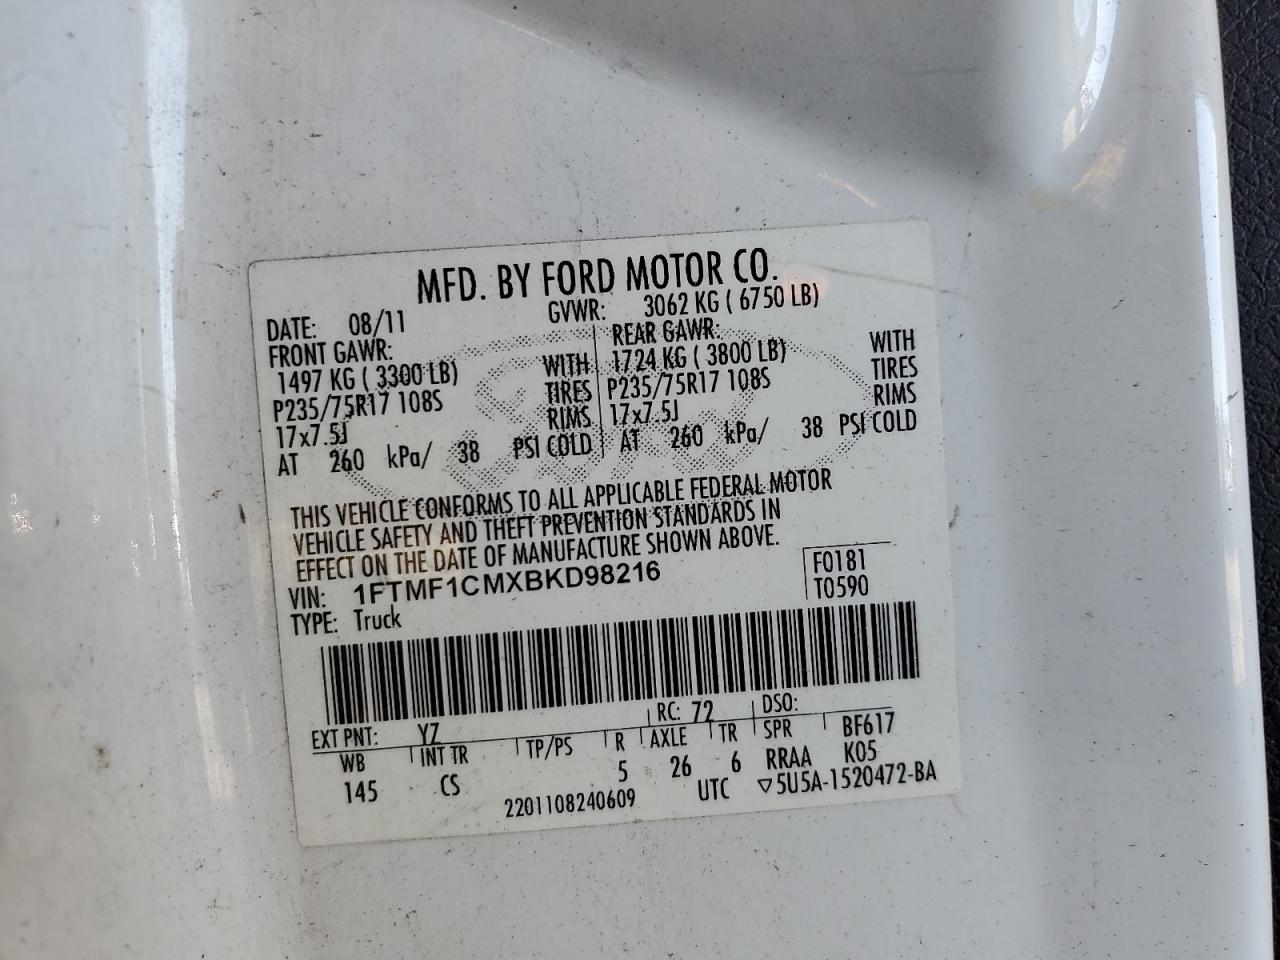 MFD. BY FORD MOTOR CO.
DATE: 08/11 GVWR: 3062 KG ( 6750 LB)
FRONT GAWR: REAR GAWR:
1497 KG ( 3300 LB) WITH 1724 KG ( 3800 LB) WITH
P235/75R17 108S TIRES P235/75R17 108S TIRES
17x7.5J RIMS 17x7.5J RIMS
AT 260 kPa/ 38 PSI COLD AT 260 kPa/ 38 PSI COLD
THIS VEHICLE CONFORMS TO ALL APPLICABLE FEDERAL MOTOR
VEHICLE SAFETY AND THEFT PREVENTION STANDARDS IN
EFFECT ON THE DATE OF MANUFACTURE SHOWN ABOVE.
VIN: 1FTMF1CMXBKD98216 F0181
TYPE: Truck T0590
EXT PNT: YZ RC: 72 DSO:
WB INT TR TP/PS R AXLE TR SPR BF617
145 CS 5 26 6 RRAA K05
2201108240609 UTC ▽5U5A-1520472-BA
Ford